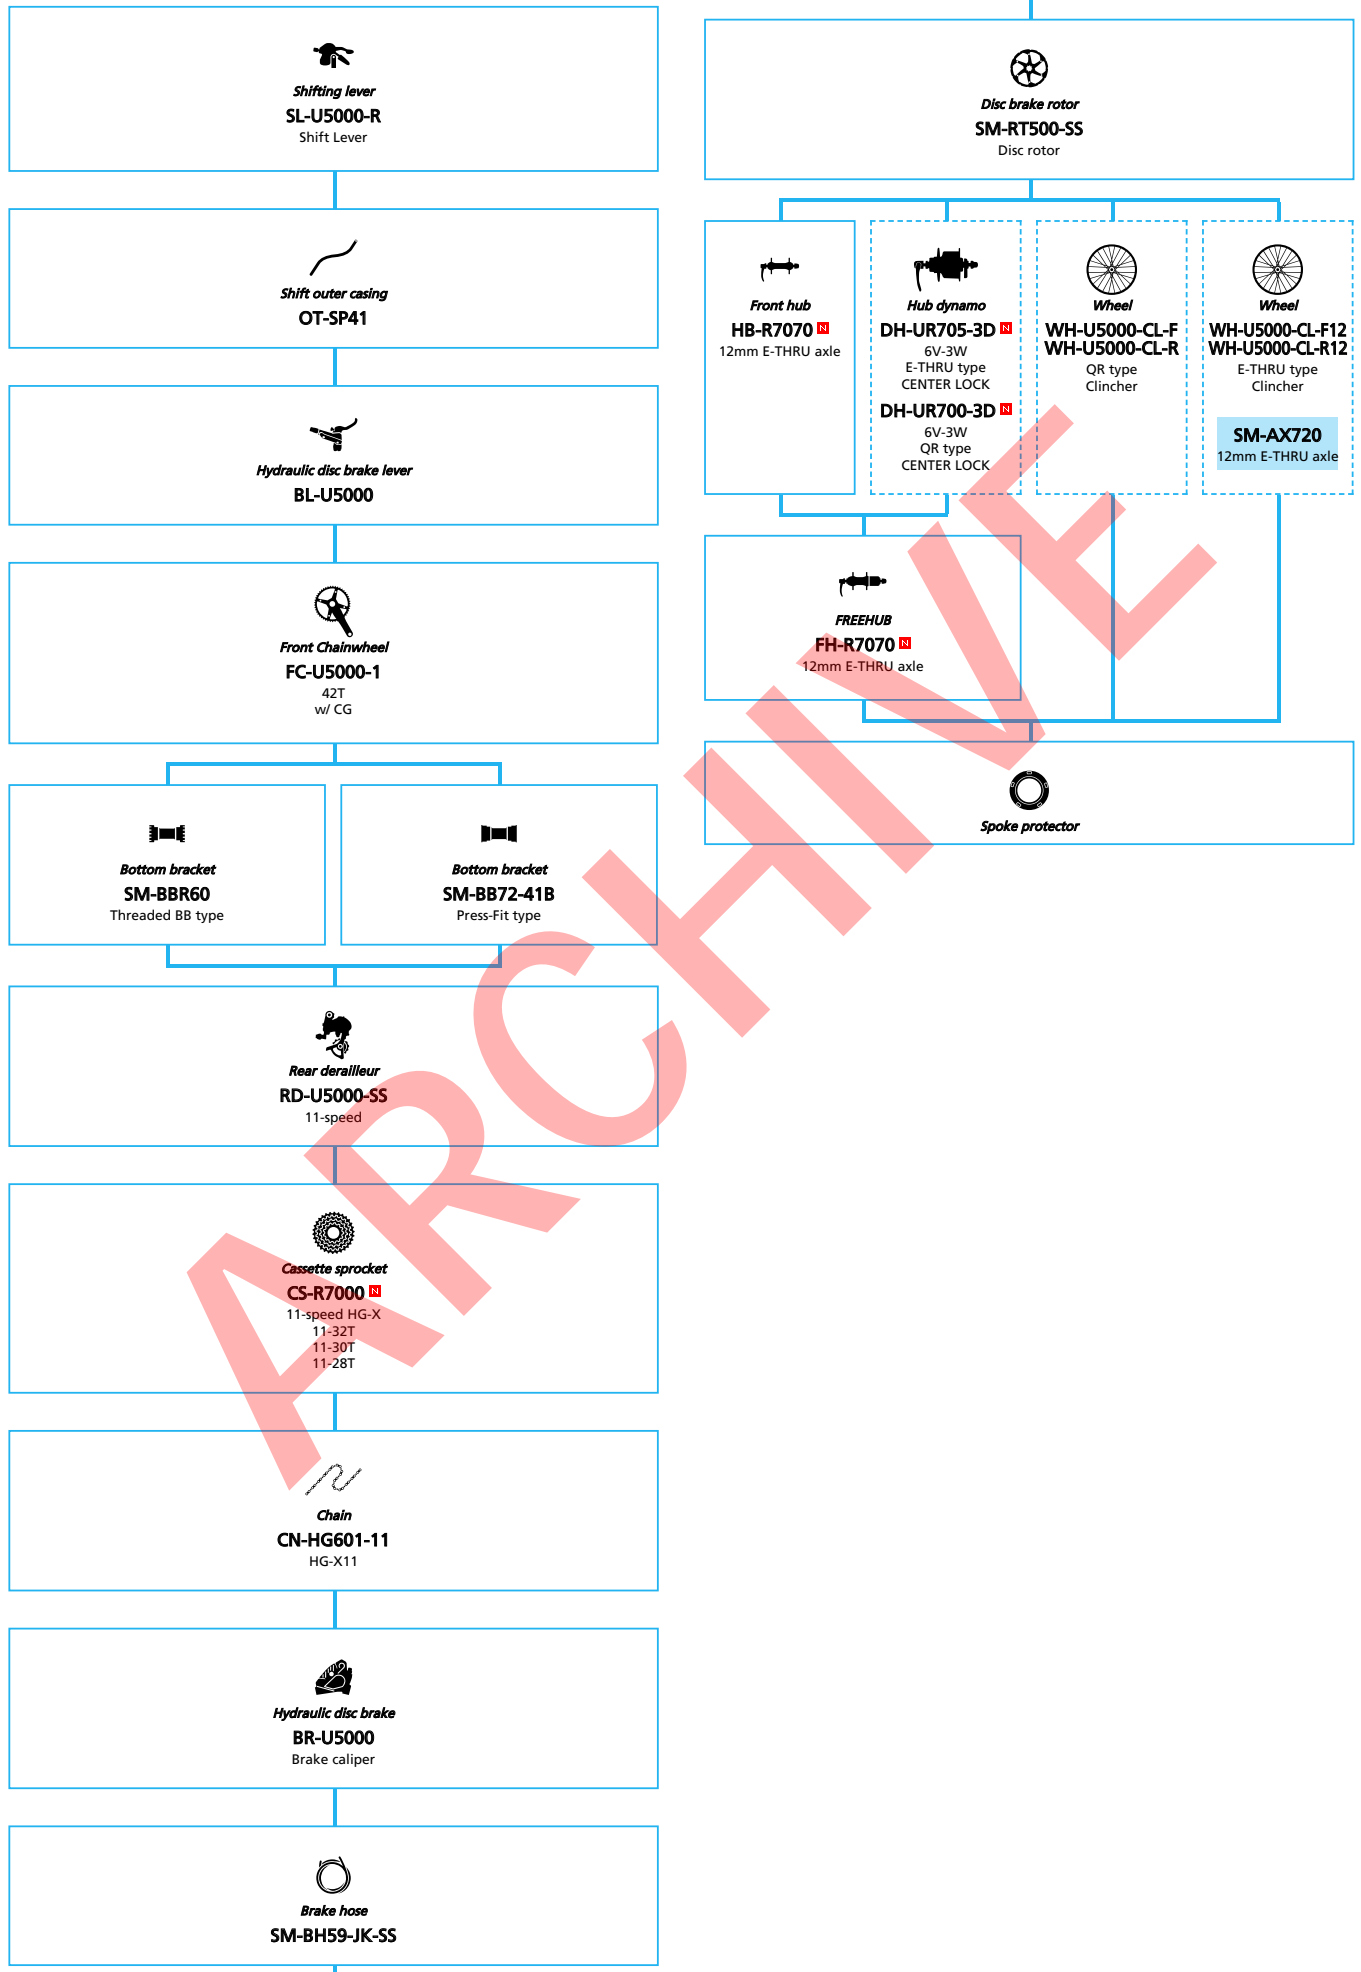 Shifting lever
SL-U5000-R
Shift Lever
Shift outer casing
OT-SP41
Hydraulic disc brake lever
BL-U5000
Front Chainwheel
FC-U5000-1
42T
w/ CG
Bottom bracket
SM-BBR60
Threaded BB type
Bottom bracket
SM-BB72-41B
Press-Fit type
Rear derailleur
RD-U5000-SS
11-speed
Cassette sprocket
CS-R7000 N
11-speed HG-X
11-32T
11-30T
11-28T
Chain
CN-HG601-11
HG-X11
Hydraulic disc brake
BR-U5000
Brake caliper
Brake hose
SM-BH59-JK-SS
Disc brake rotor
SM-RT500-SS
Disc rotor
Front hub
HB-R7070 N
12mm E-THRU axle
Hub dynamo
DH-UR705-3D N
6V-3W
E-THRU type
CENTER LOCK
DH-UR700-3D N
6V-3W
QR type
CENTER LOCK
Wheel
WH-U5000-CL-F
WH-U5000-CL-R
QR type
Clincher
Wheel
WH-U5000-CL-F12
WH-U5000-CL-R12
E-THRU type
Clincher
SM-AX720
12mm E-THRU axle
FREEHUB
FH-R7070 N
12mm E-THRU axle
Spoke protector
ARCHIVE